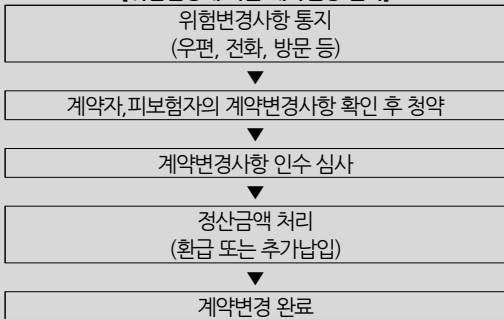 위험변경사항 통지
(우편, 전화, 방문 등)
▼
계약자,피보험자의 계약변경사항 확인 후 청약
▼
계약변경사항 인수 심사
▼
정산금액 처리
(환급 또는 추가납입)
▼
계약변경 완료